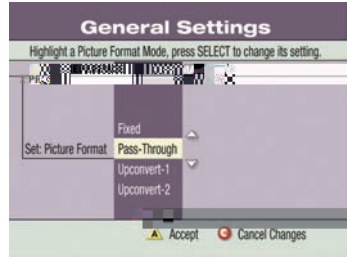 General Settings
Highlight a Picture Format Mode, press SELECT to change its setting.
Fixed
Set: Picture Format Pass-Through
Upconvert-1
Upconvert-2
A Accept C Cancel Changes